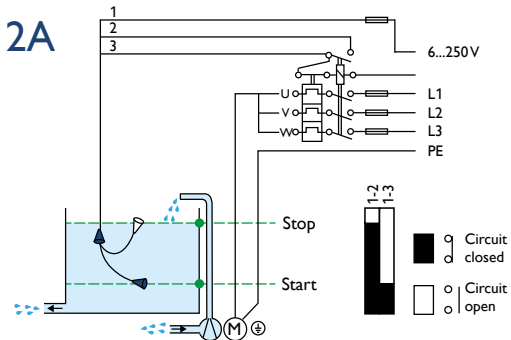 2A
1
2
3
6...250 V
U
L1
V
L2
W
L3
PE
Stop
Start
M
1-2
1-3
Circuit
closed
Circuit
open